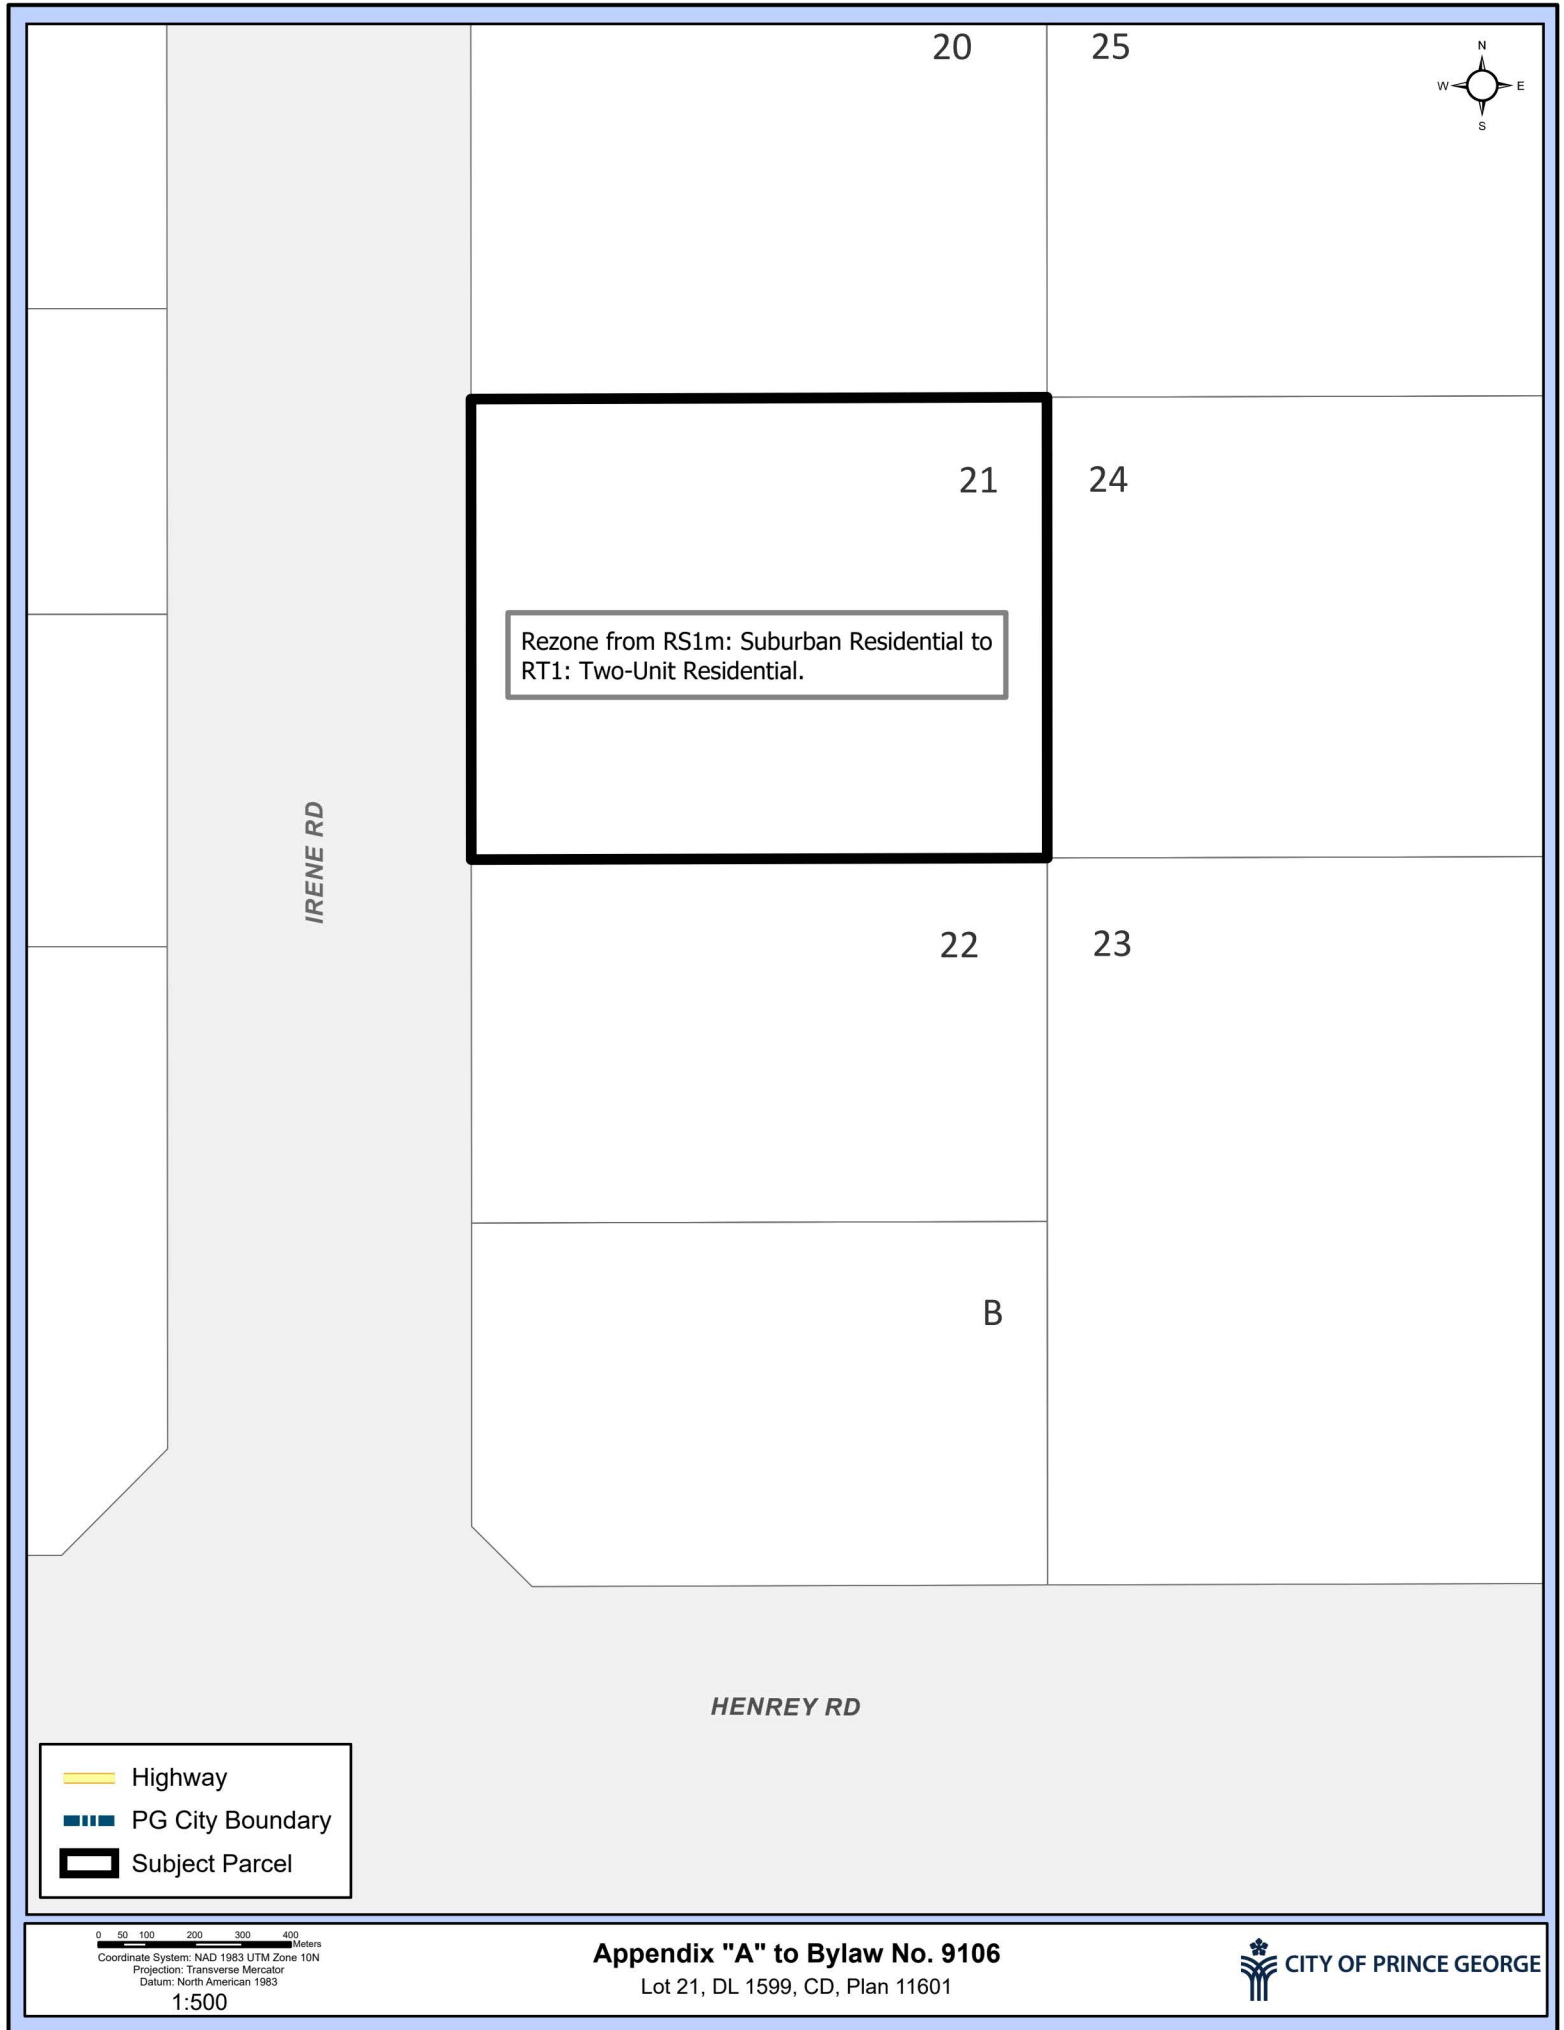 20
25
N
W
E
S
21
24
Rezone from RS1m: Suburban Residential to
RT1: Two-Unit Residential.
IRENE RD
22
23
B
HENREY RD
Highway
PG City Boundary
Subject Parcel
0 50 100 200 300 400
Meters
Coordinate System: NAD 1983 UTM Zone 10N
Projection: Transverse Mercator
Datum: North American 1983
1:500
Appendix "A" to Bylaw No. 9106
Lot 21, DL 1599, CD, Plan 11601
CITY OF PRINCE GEORGE